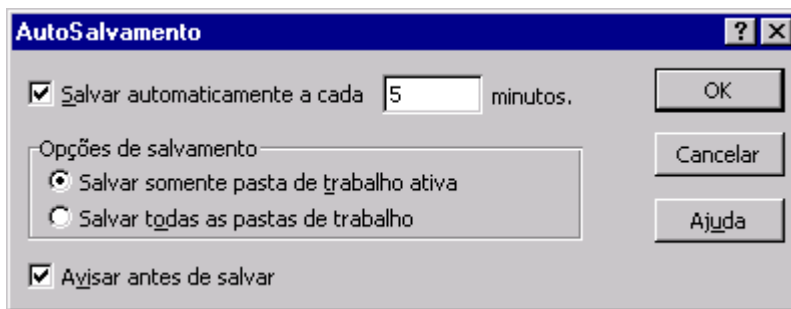 AutoSalvamento
Salvar automaticamente a cada 5 minutos.
OK
Opções de salvamento
Cancelar
Salvar somente pasta de trabalho ativa
Salvar todas as pastas de trabalho
Ajuda
Avisar antes de salvar